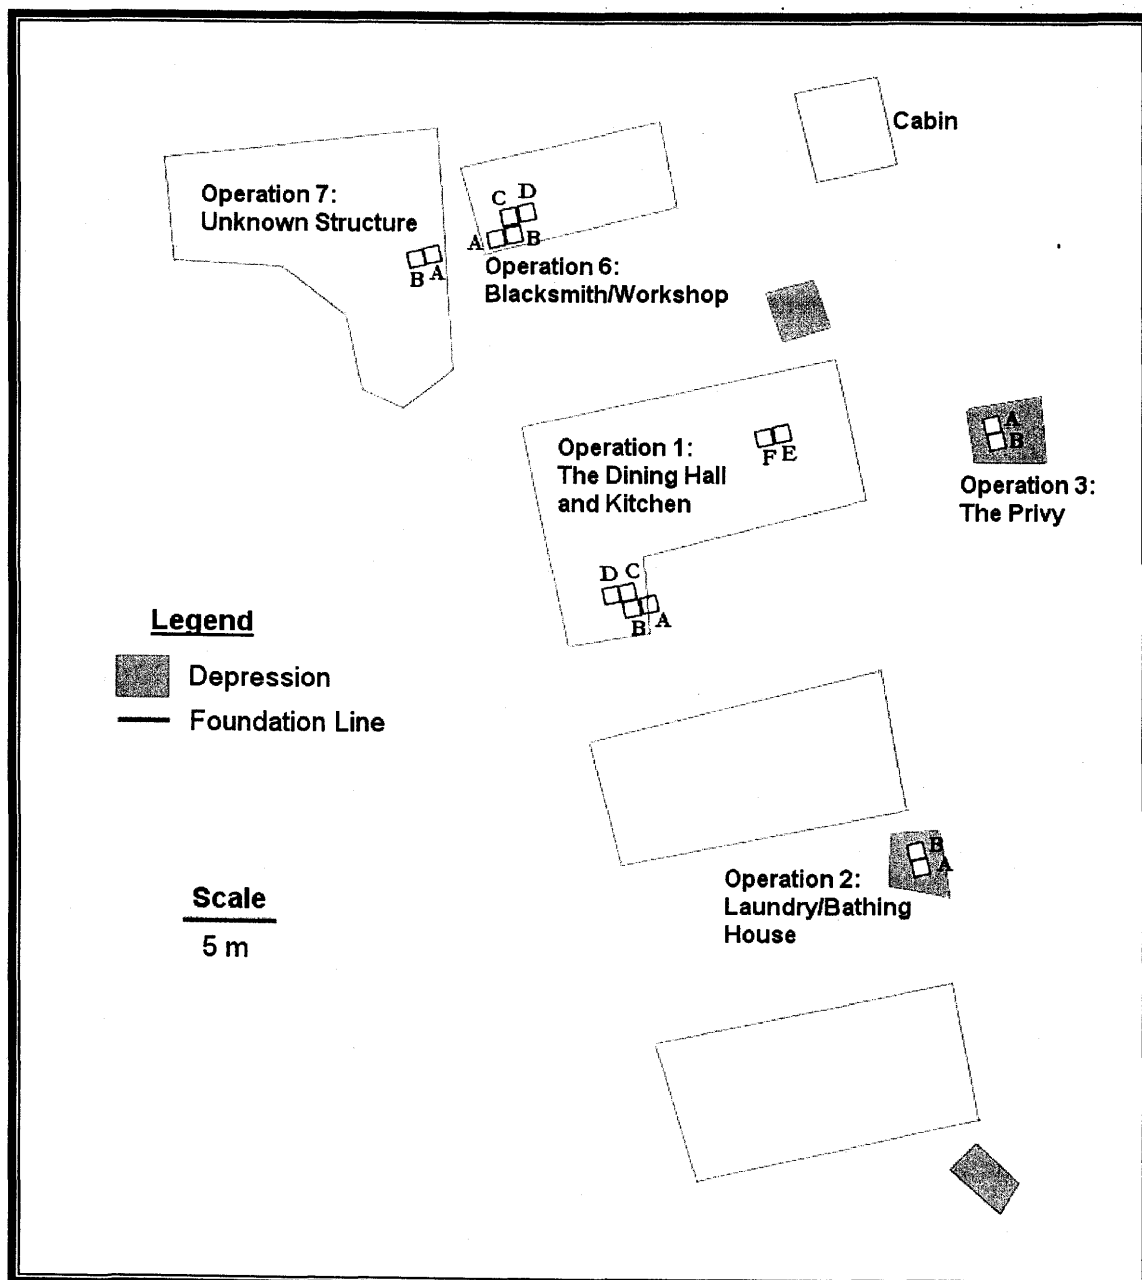 Cabin
Operation 7:
Unknown Structure
C D
A B
B A
Operation 6:
Blacksmith/Workshop
Operation 1:
The Dining Hall
and Kitchen
F E
A
B
Operation 3:
The Privy
D C
B A
Legend
Depression
Foundation Line
B
A
Operation 2:
Laundry/Bathing
House
Scale
5 m